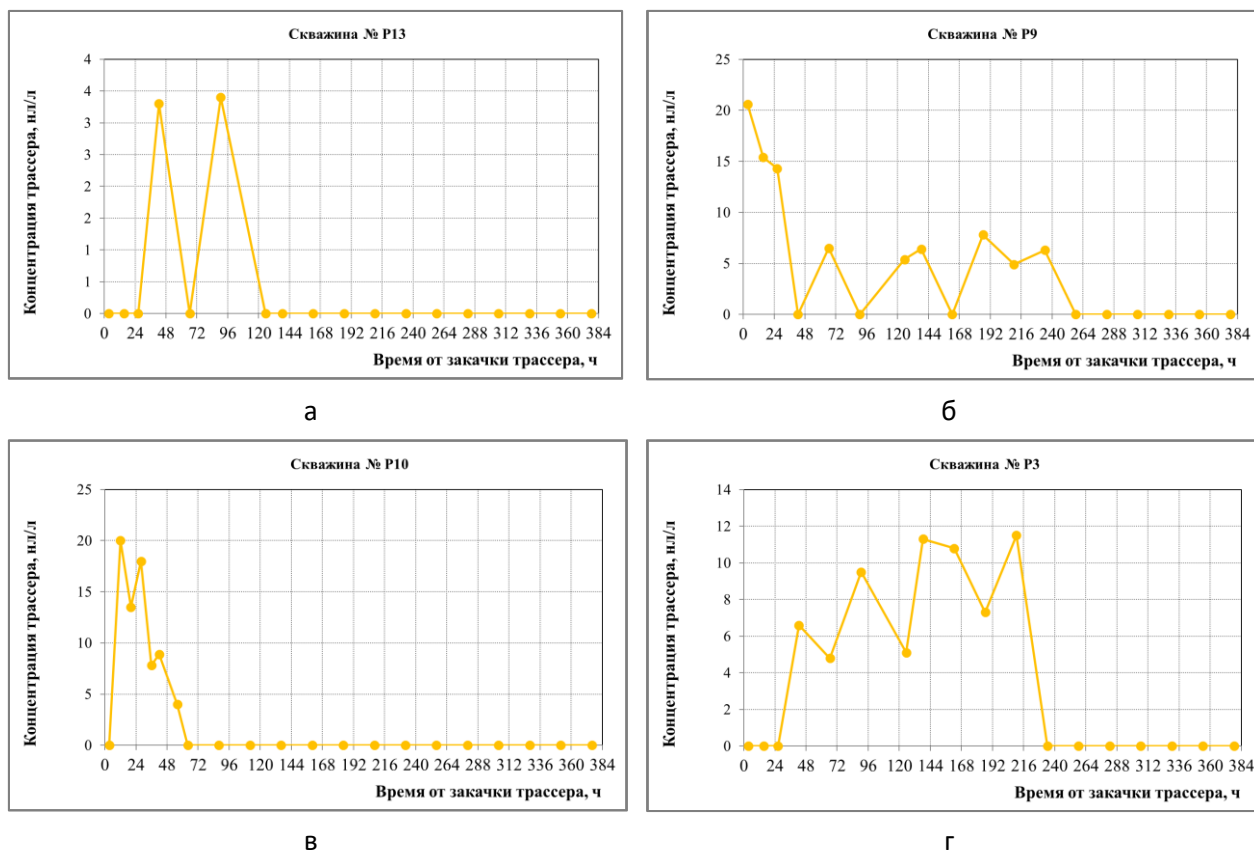 Скважина № P13
Концентрация трассера, нл/л
4
4
3
3
2
2
1
1
0
0 24 48 72 96 120 144 168 192 216 240 264 288 312 336 360 384
Время от закачки трассера, ч
а
Скважина № P9
Концентрация трассера, нл/л
25
20
15
10
5
0
0 24 48 72 96 120 144 168 192 216 240 264 288 312 336 360 384
Время от закачки трассера, ч
б
Скважина № P10
Концентрация трассера, нл/л
25
20
15
10
5
0
0 24 48 72 96 120 144 168 192 216 240 264 288 312 336 360 384
Время от закачки трассера, ч
в
Скважина № P3
Концентрация трассера, нл/л
14
12
10
8
6
4
2
0
0 24 48 72 96 120 144 168 192 216 240 264 288 312 336 360 384
Время от закачки трассера, ч
г